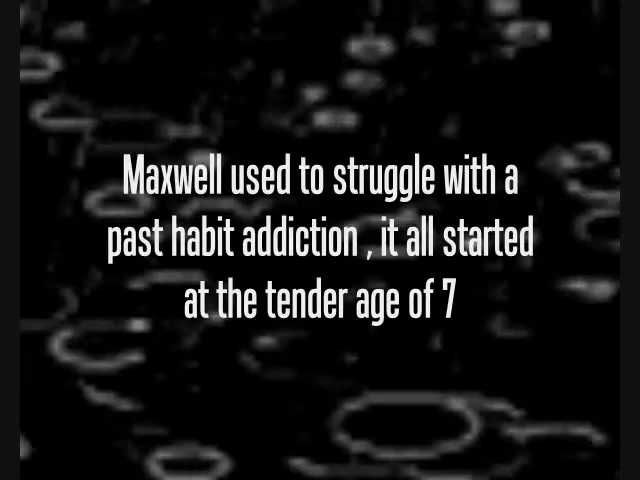 Maxwell used to struggle with a
past habit addiction , it all started
at the tender age of 7